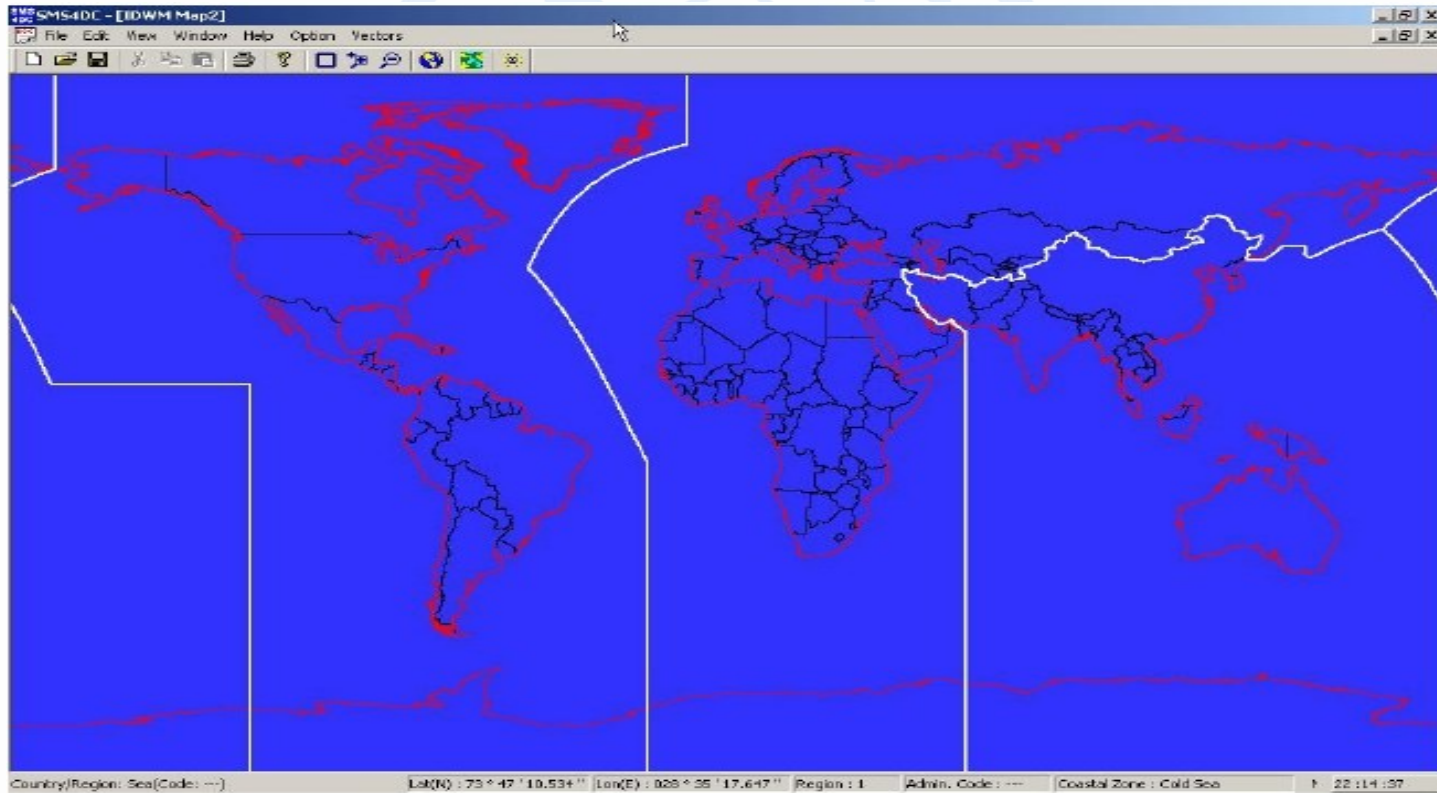 SMS4DC - [IDWM Map2]
File Edit View Window Help Option Vectors
Country/Region: Sea(Code: ---) Lat(N) : 73 ° 47 ' 10.534 " Lon(E) : 028 ° 35 ' 17.647 " Region : 1 Admin. Code : --- Coastal Zone : Cold Sea 22 :14 :37